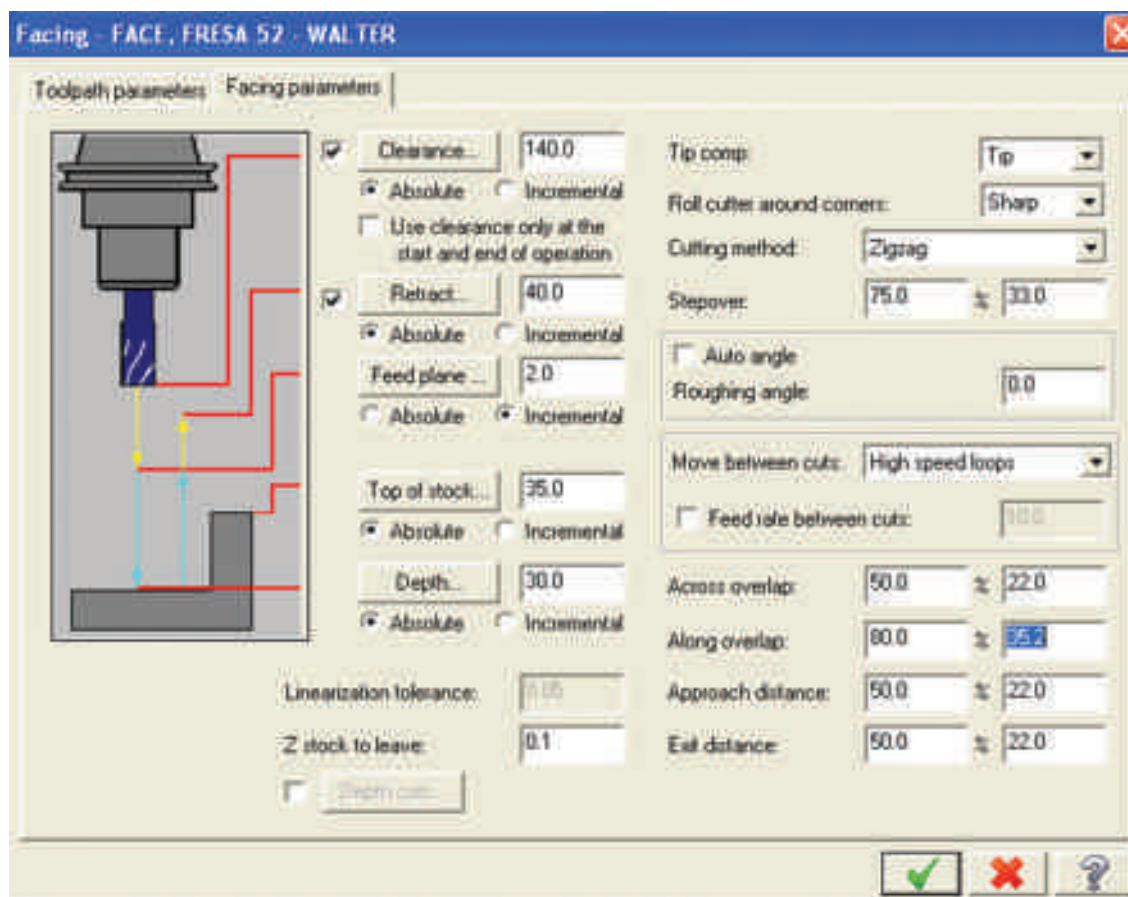 Facing - FACE, FRESA 52 - WALTER
Toolpath parameters Facing parameters
Clearance... 140.0
Absolute Incremental
Use clearance only at the
start and end of operation
Retract... 40.0
Absolute Incremental
Feed plane ... 2.0
Absolute Incremental
Top of stock... 35.0
Absolute Incremental
Depth... 30.0
Absolute Incremental
Linearization tolerance:
Z stock to leave: 0.1
Depth cuts...
Tip comp: Tip
Roll cutter around corners: Sharp
Cutting method: Zigzag
Stepover: 75.0 % 33.0
Auto angle
Roughing angle 0.0
Move between cuts: High speed loops
Feed rate between cuts:
Across overlap: 50.0 % 22.0
Along overlap: 80.0 % 35.2
Approach distance: 50.0 % 22.0
Exit distance: 50.0 % 22.0